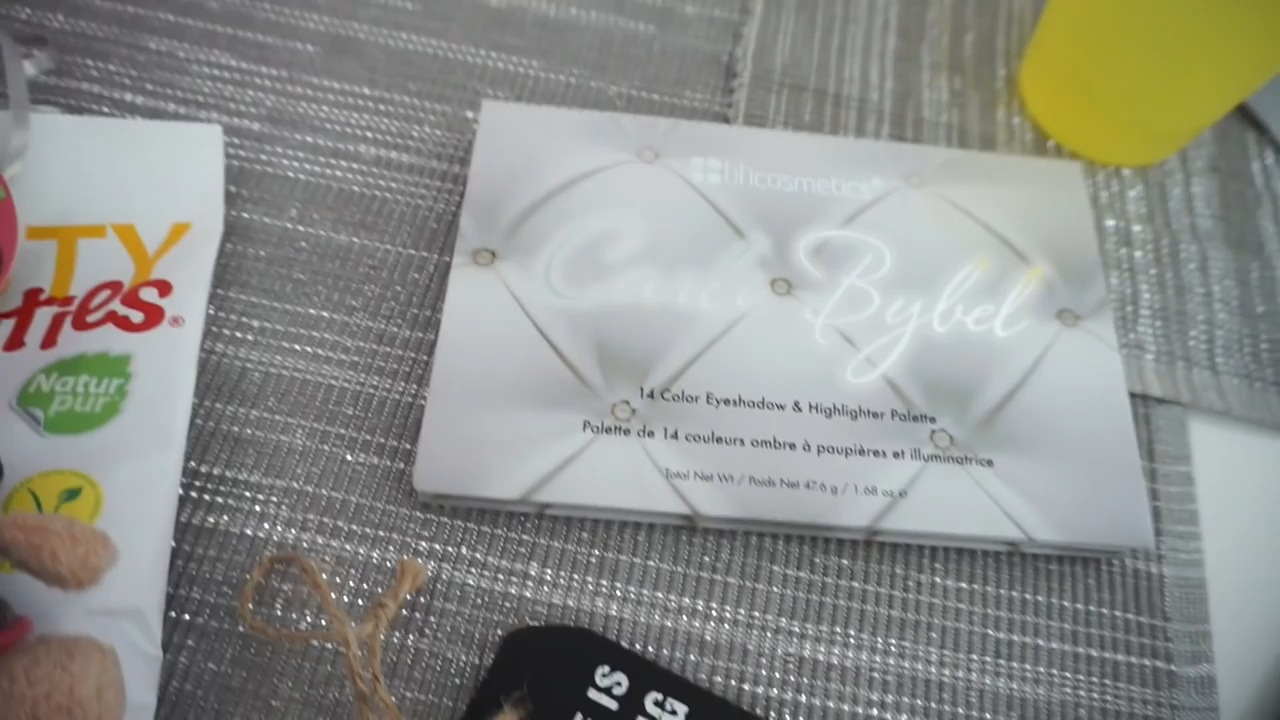 TY
ties®
Natur
pur
bhcosmetics®
Bybel
14 Color Eyeshadow & Highlighter Palette
Palette de 14 couleurs ombre à paupières et illuminatrice
Total Net Wt / Poids Net 47.6 g / 1.68 oz e
IS